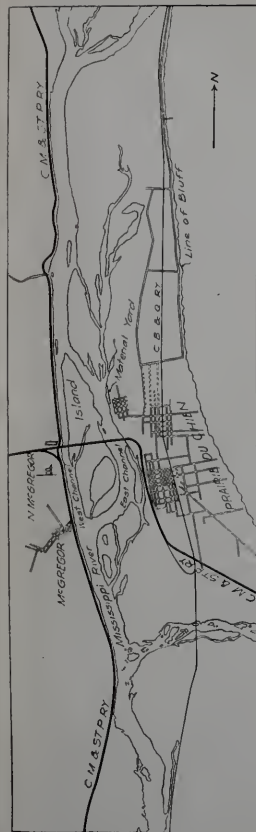 C M & ST P RY
N
Line of Bluff
C B & Q RY
Material Yard
Island
N MCGREGOR
West Channel
East Channel
MCGREGOR
PRAIRIE DU CHIEN
Mississippi River
C M & ST P RY
C M & ST P RY